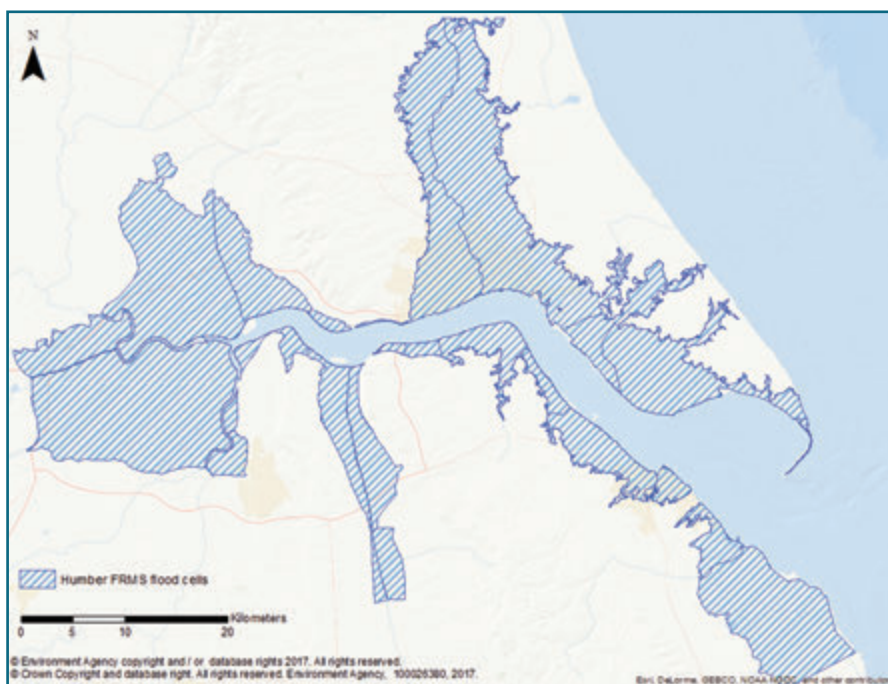 N
Humber FRMS flood cells
Kilometers
0 5 10 20
© Environment Agency copyright and / or database rights 2017. All rights reserved.
© Crown Copyright and database right. All rights reserved. Environment Agency, 100026380, 2017.
Esri, DeLorme, GEBCO, NOAA NGDC, and other contributors